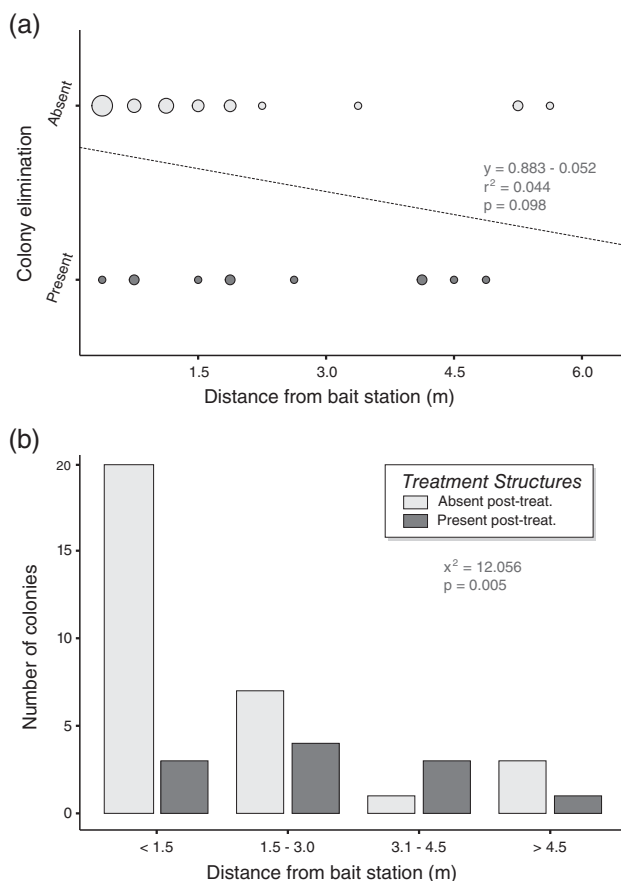 (a)
Absent
Present
Colony elimination
y = 0.883 - 0.052
r² = 0.044
p = 0.098
1.5 3.0 4.5 6.0
Distance from bait station (m)
(b)
20
15
10
5
0
Number of colonies
Treatment Structures
Absent post-treat.
Present post-treat.
x² = 12.056
p = 0.005
< 1.5 1.5 - 3.0 3.1 - 4.5 > 4.5
Distance from bait station (m)